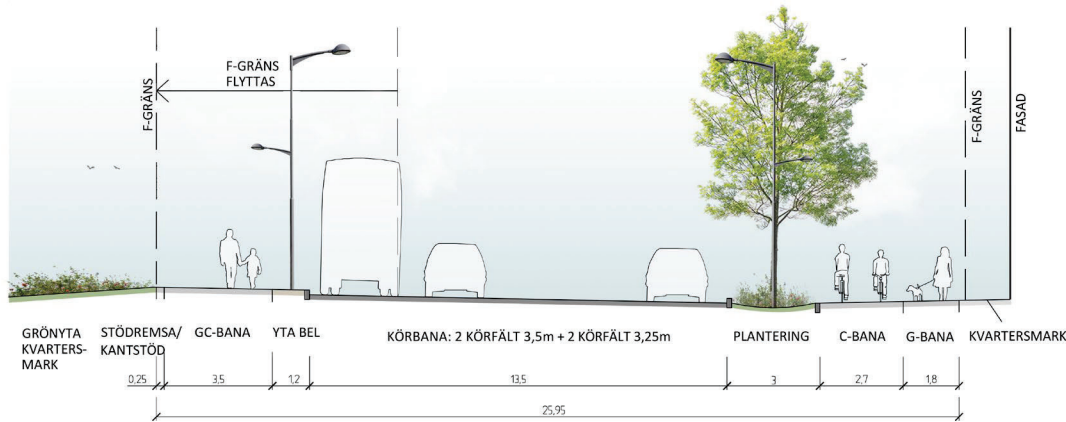 F-GRÄNS
FLYTTAS
F-GRÄNS
F-GRÄNS
FASAD
GRÖNYTA
KVARTERS-
MARK
STÖDREMSA/
KANTSTÖD
GC-BANA
YTA BEL
KÖRBANA: 2 KÖRFÄLT 3,5m + 2 KÖRFÄLT 3,25m
PLANTERING
C-BANA
G-BANA
KVARTERSMARK
0,25
3,5
1,2
13,5
3
2,7
1,8
25,95